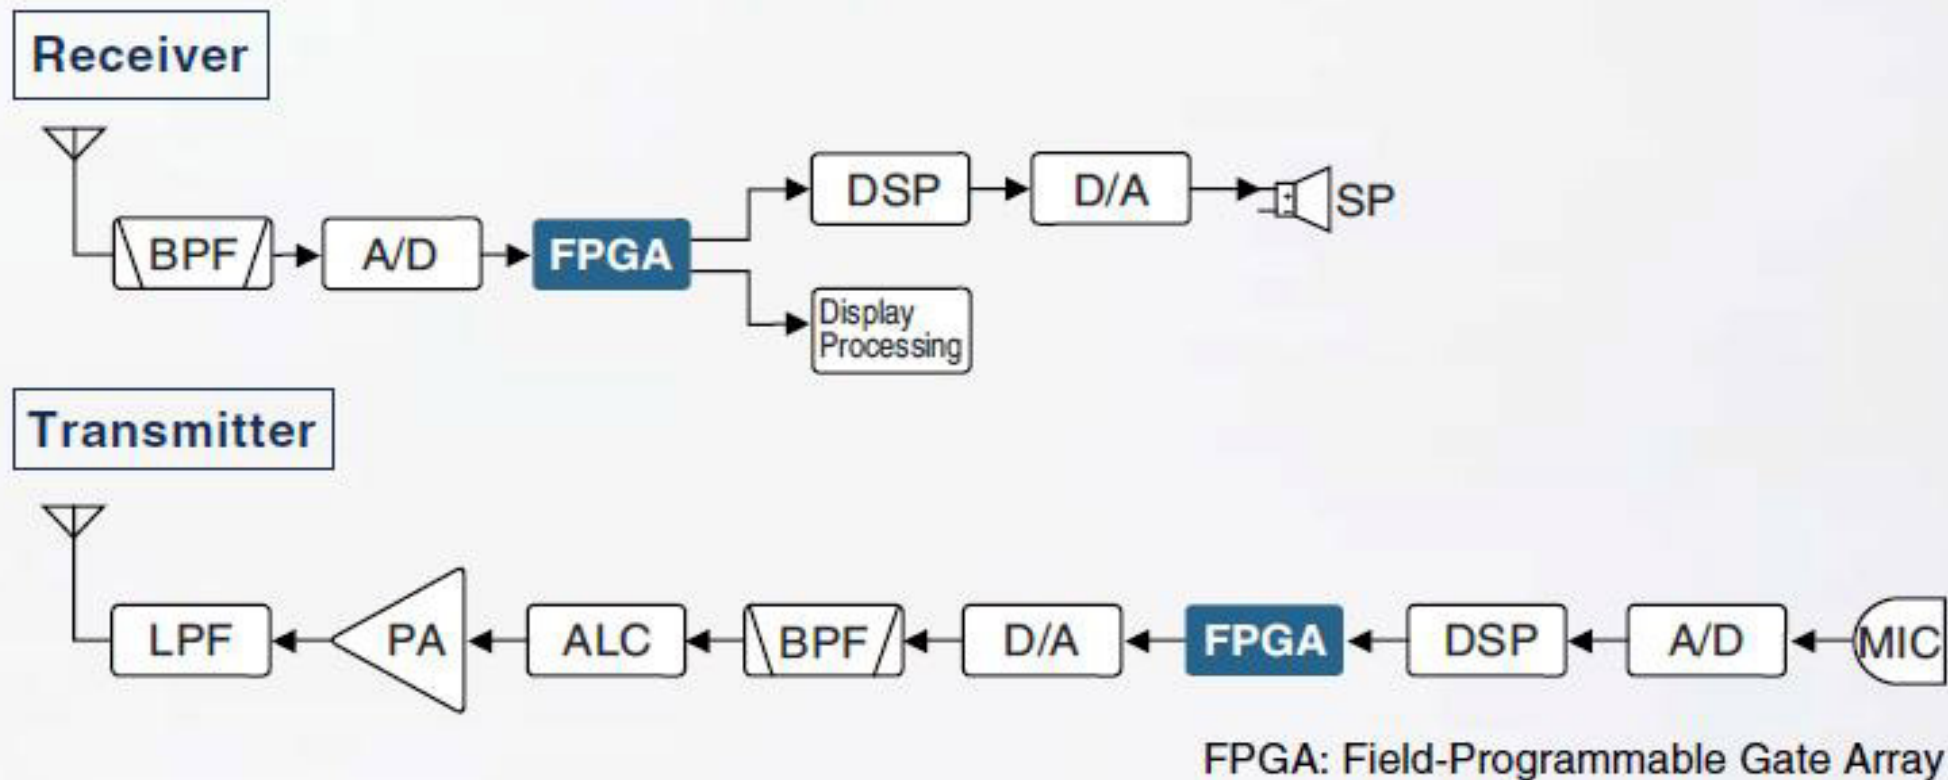 Receiver
BPF
A/D
FPGA
DSP
D/A
SP
Display
Processing
Transmitter
LPF
PA
ALC
BPF
D/A
FPGA
DSP
A/D
MIC
FPGA: Field-Programmable Gate Array